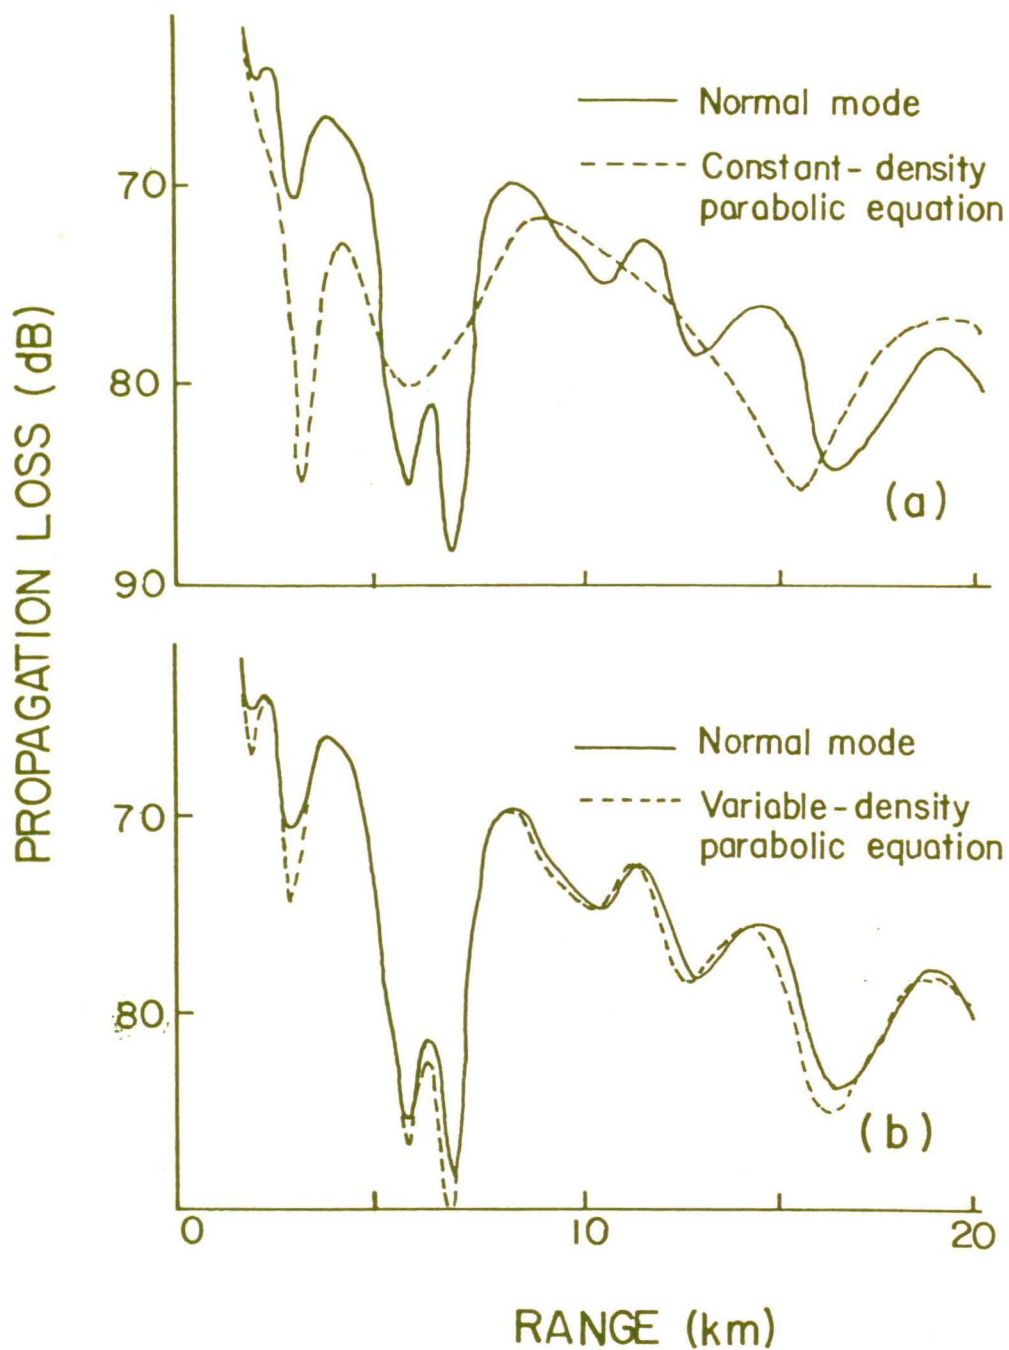 PROPAGATION LOSS (dB)
Normal mode
Constant-density
parabolic equation
70
80
90
(a)
Normal mode
Variable-density
parabolic equation
70
80
(b)
0 10 20
RANGE (km)